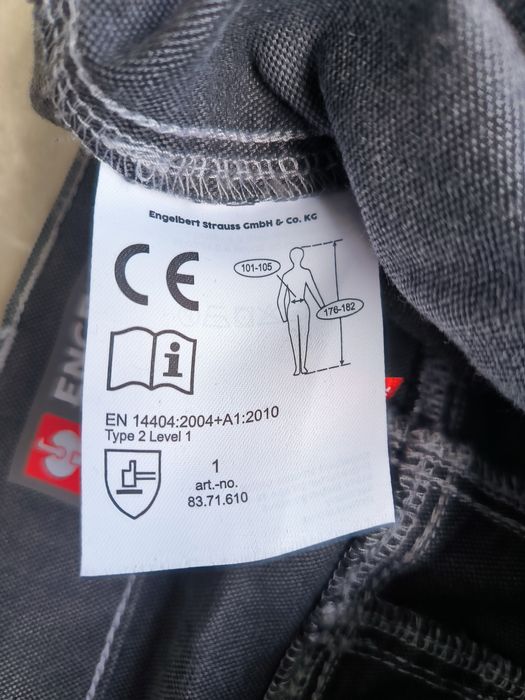 Engelbert Strauss GmbH & Co. KG
CE
101-105
176-182
i
EN 14404:2004+A1:2010
Type 2 Level 1
1
art.-no.
83.71.610
ENG